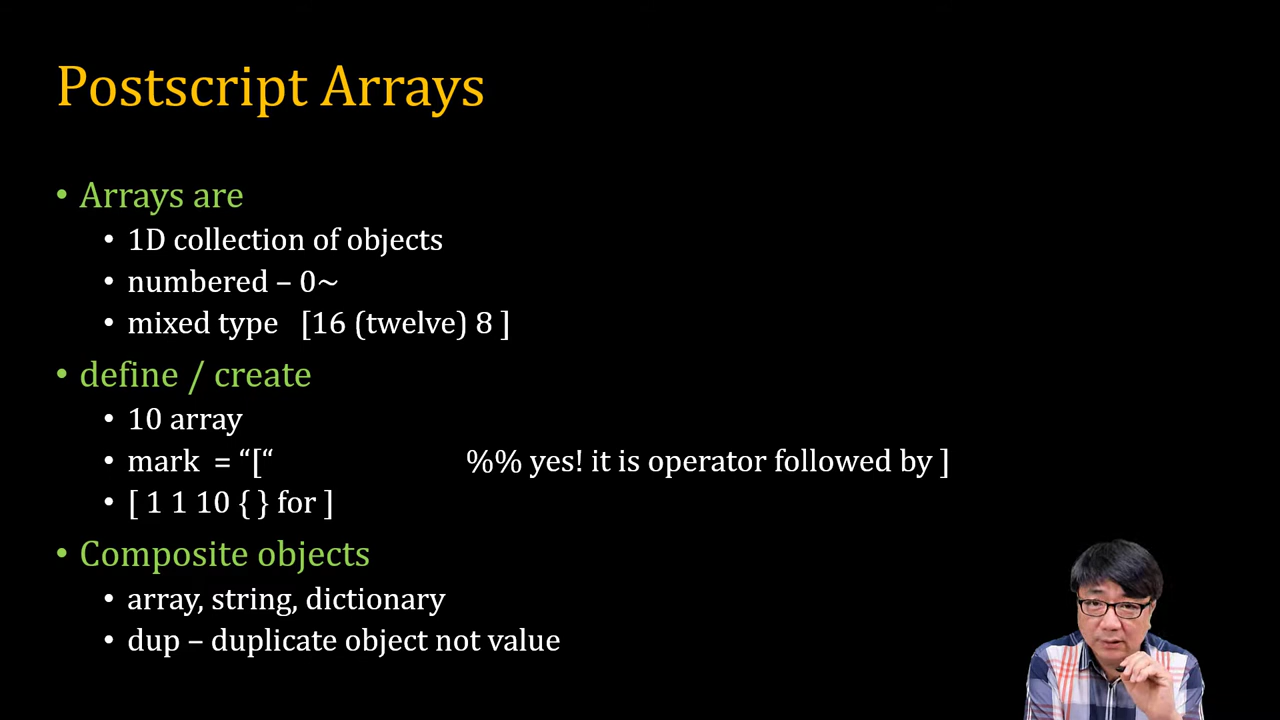 Postscript Arrays
• Arrays are
• 1D collection of objects
• numbered – 0~
• mixed type [16 (twelve) 8 ]
• define / create
• 10 array
• mark = “[“ %% yes! it is operator followed by ]
• [ 1 1 10 { } for ]
• Composite objects
• array, string, dictionary
• dup – duplicate object not value